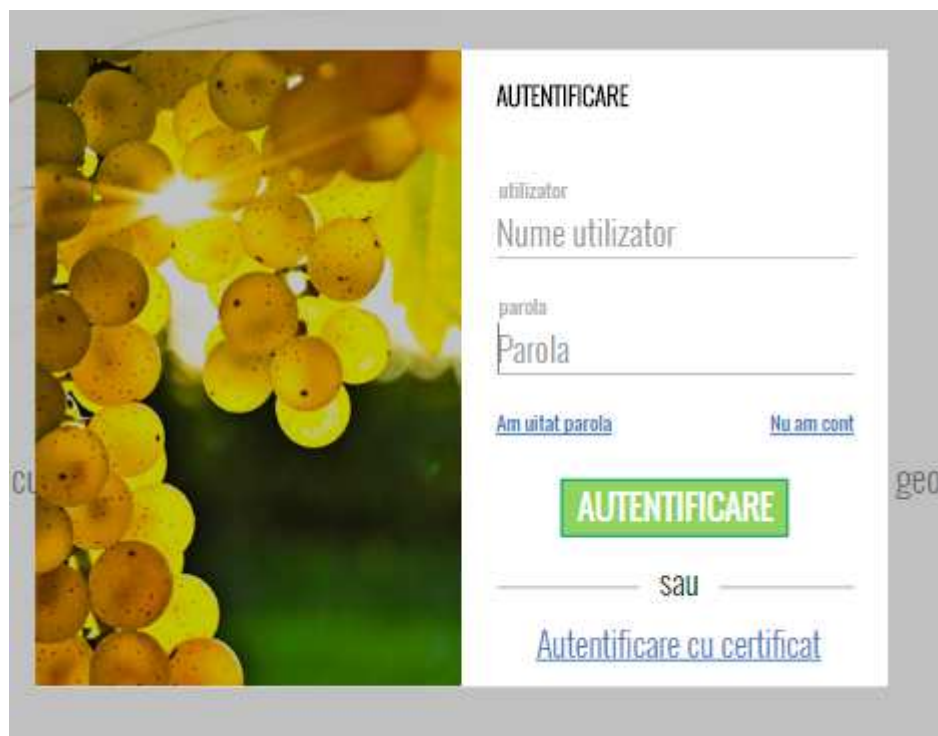 AUTENTIFICARE
utilizator
Nume utilizator
parola
Parola
Am uitat parola
Nu am cont
AUTENTIFICARE
sau
Autentificare cu certificat